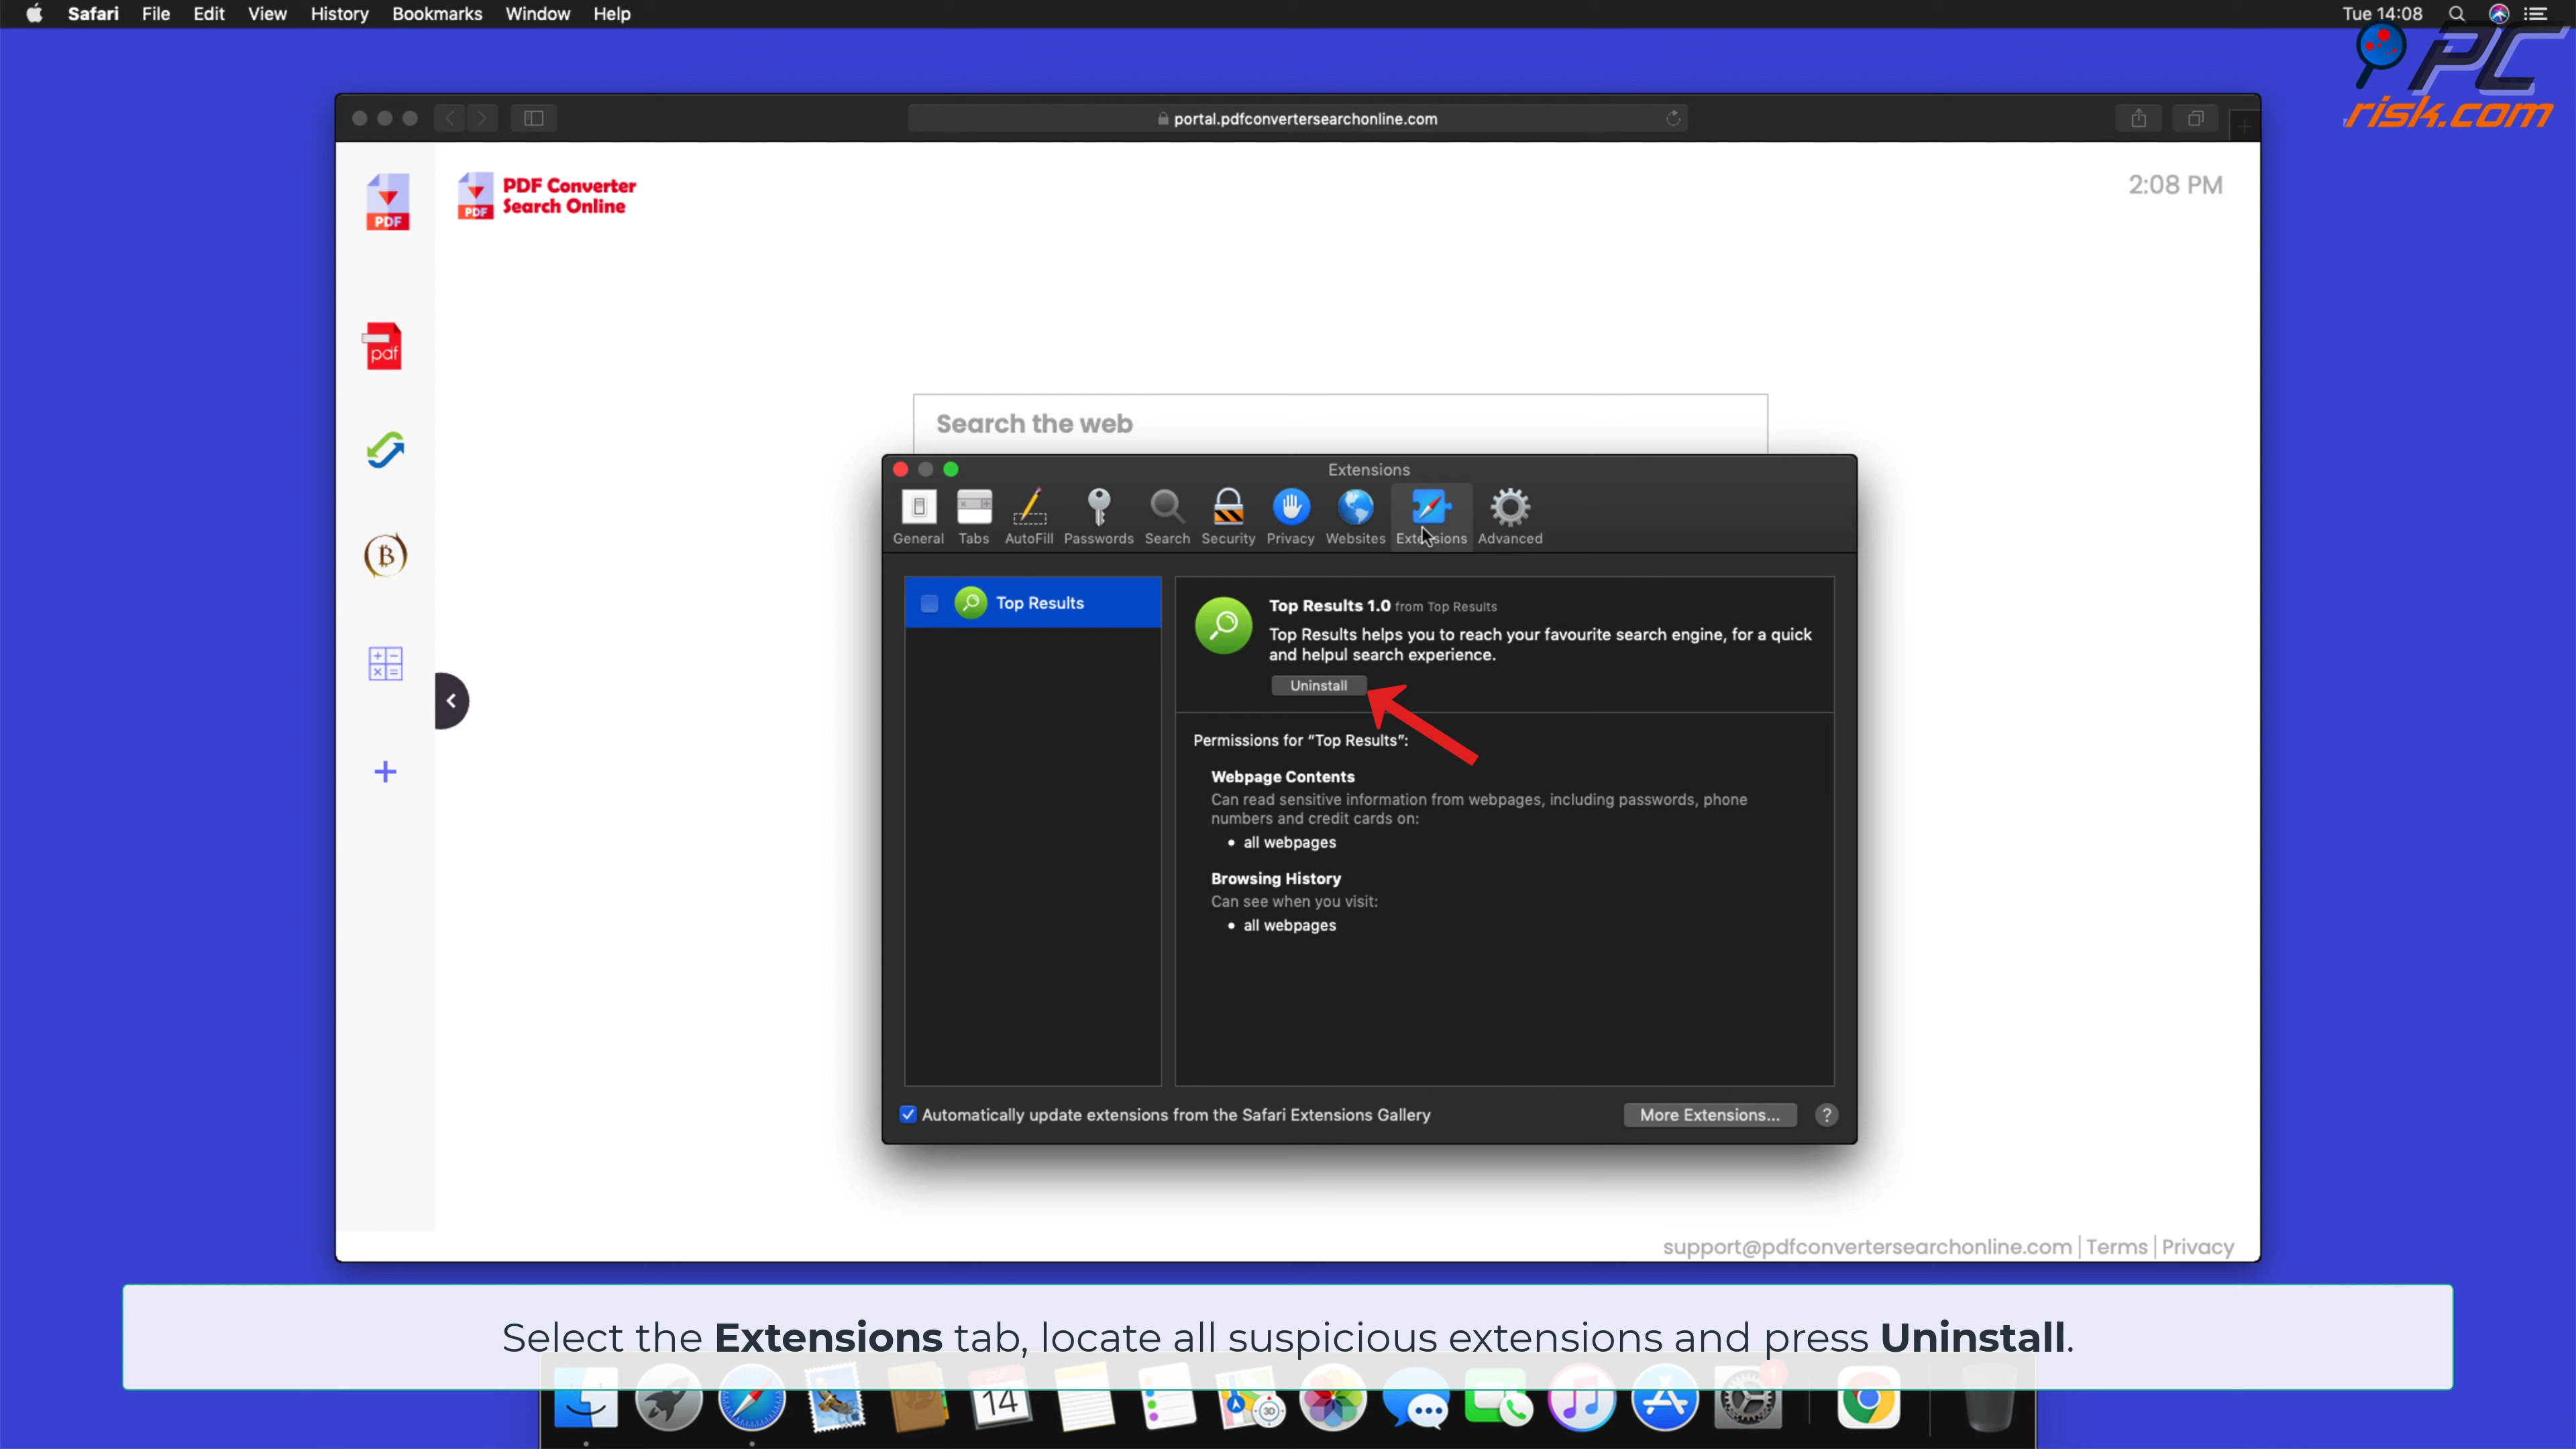 Safari File Edit View History Bookmarks Window Help
Tue 14:08
PC
risk.com
portal.pdfconvertersearchonline.com
PDF
PDF
PDF Converter
Search Online
2:08 PM
pdf
Search the web
Extensions
General Tabs AutoFill Passwords Search Security Privacy Websites Extensions Advanced
Top Results
Top Results 1.0 from Top Results
Top Results helps you to reach your favourite search engine, for a quick
and helpul search experience.
Uninstall
Permissions for “Top Results”:
Webpage Contents
Can read sensitive information from webpages, including passwords, phone
numbers and credit cards on:
• all webpages
Browsing History
Can see when you visit:
• all webpages
Automatically update extensions from the Safari Extensions Gallery
More Extensions...
?
support@pdfconvertersearchonline.com | Terms | Privacy
Select the Extensions tab, locate all suspicious extensions and press Uninstall.
SEP
14
3D
1